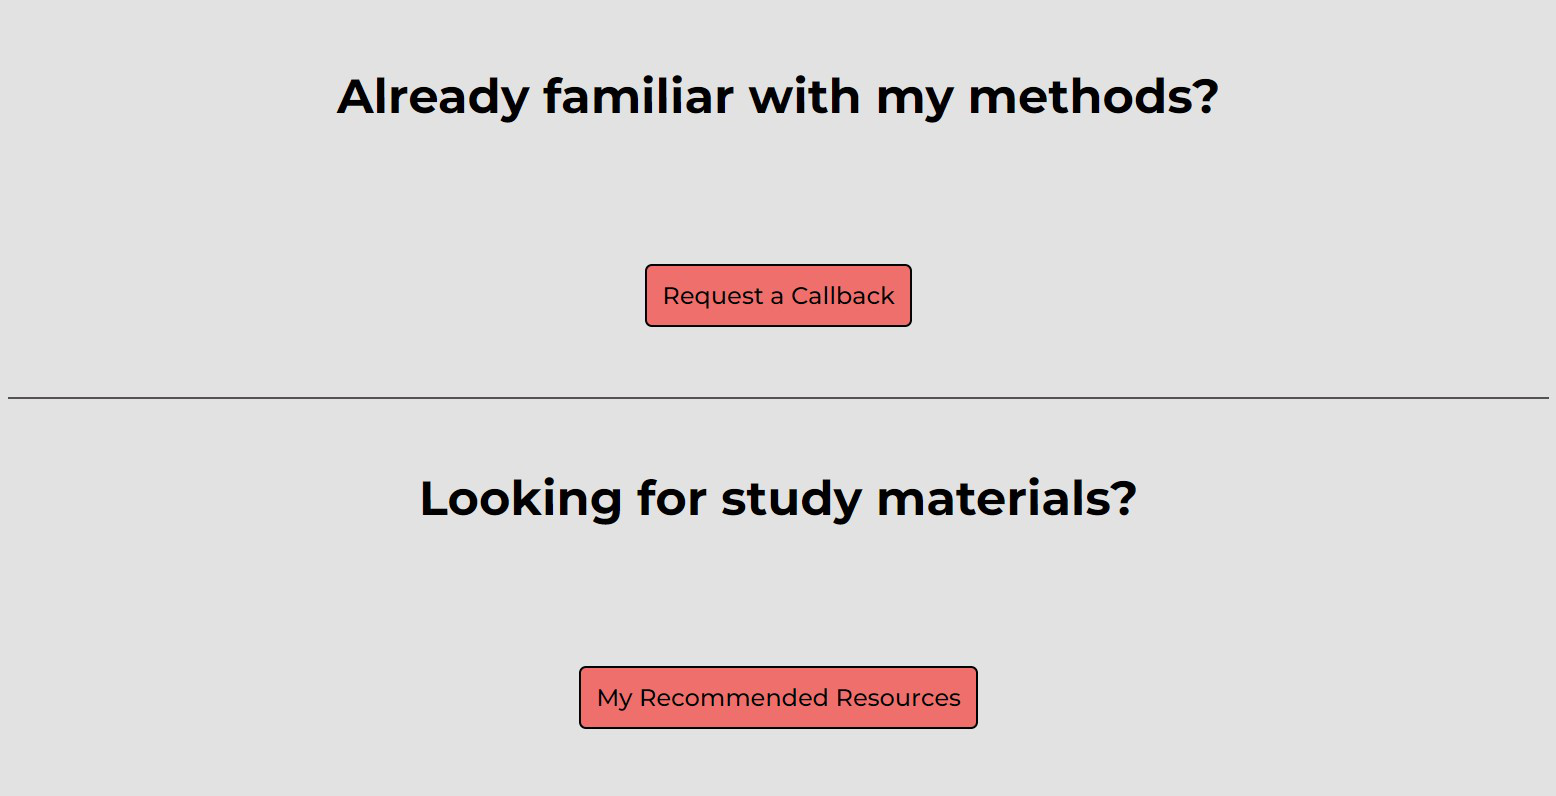 Already familiar with my methods?
Request a Callback
Looking for study materials?
My Recommended Resources